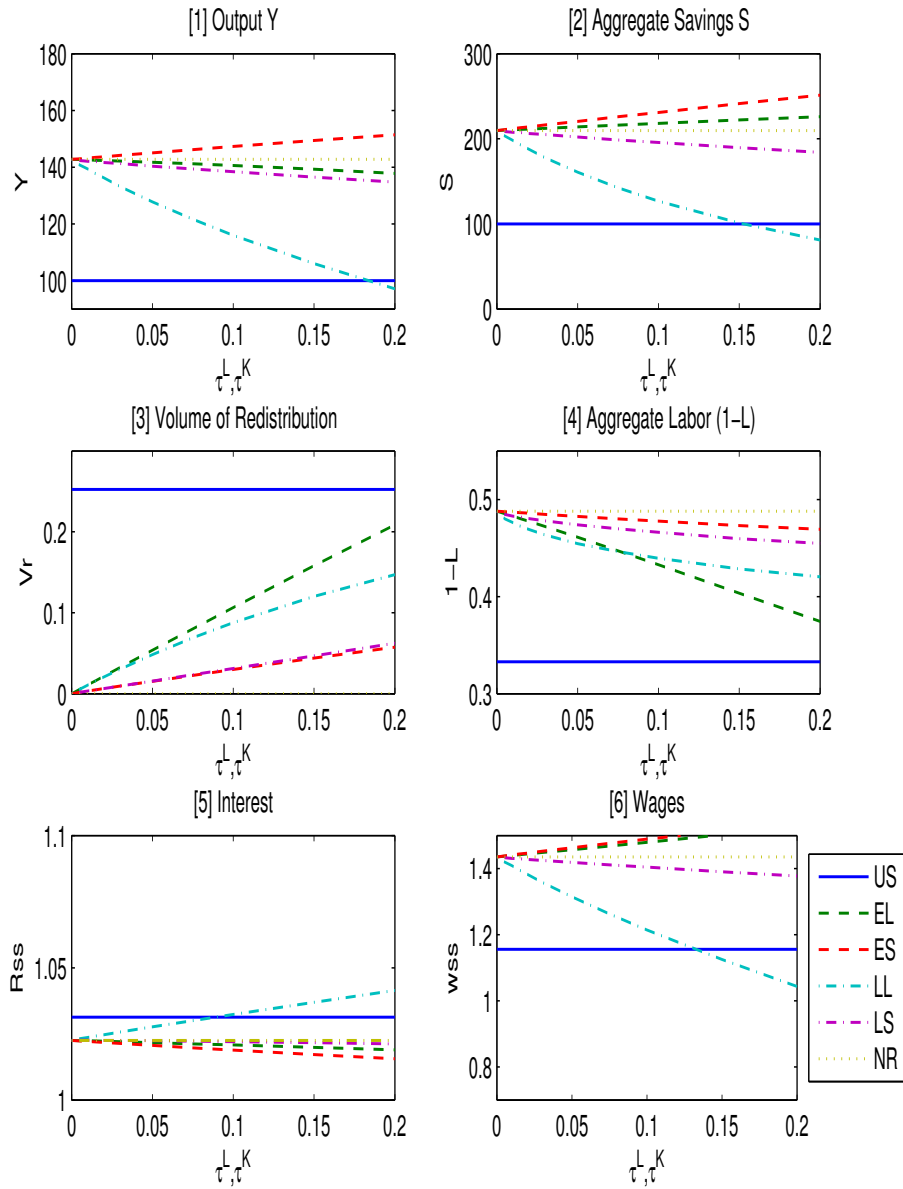 [1] Output Y
180
160
140
120
100
Y
0
0.05
0.1
0.15
0.2
τ^L,τ^K
[2] Aggregate Savings S
300
200
100
0
S
0
0.05
0.1
0.15
0.2
τ^L,τ^K
[3] Volume of Redistribution
0.2
0.1
0
Vr
0
0.05
0.1
0.15
0.2
τ^L,τ^K
[4] Aggregate Labor (1−L)
0.5
0.4
0.3
1−L
0
0.05
0.1
0.15
0.2
τ^L,τ^K
[5] Interest
1.1
1.05
1
Rss
0
0.05
0.1
0.15
0.2
τ^L,τ^K
[6] Wages
1.4
1.2
1
0.8
wss
0
0.05
0.1
0.15
0.2
τ^L,τ^K
US
EL
ES
LL
LS
NR